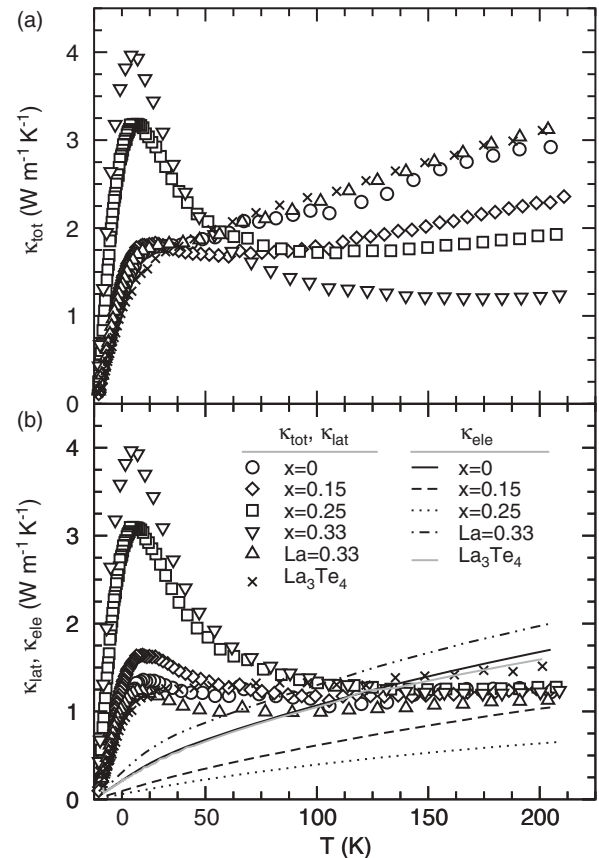 (a)
4
3
2
1
0
κtot (W m-1 K-1)
(b)
κtot, κlat κele
x=0 x=0
x=0.15 x=0.15
x=0.25 x=0.25
x=0.33 La=0.33
La=0.33 La3Te4
La3Te4
4
3
2
1
0
κlat, κele (W m-1 K-1)
0 50 100 150 200
T (K)